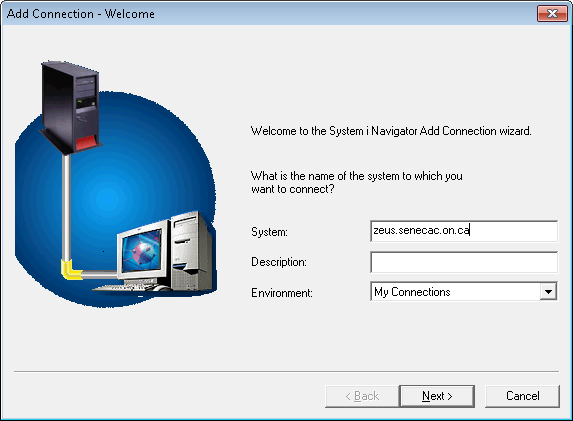 Add Connection - Welcome
Welcome to the System i Navigator Add Connection wizard.
What is the name of the system to which you
want to connect?
System:
zeus.senecac.on.ca
Description:
Environment:
My Connections
< Back
Next >
Cancel